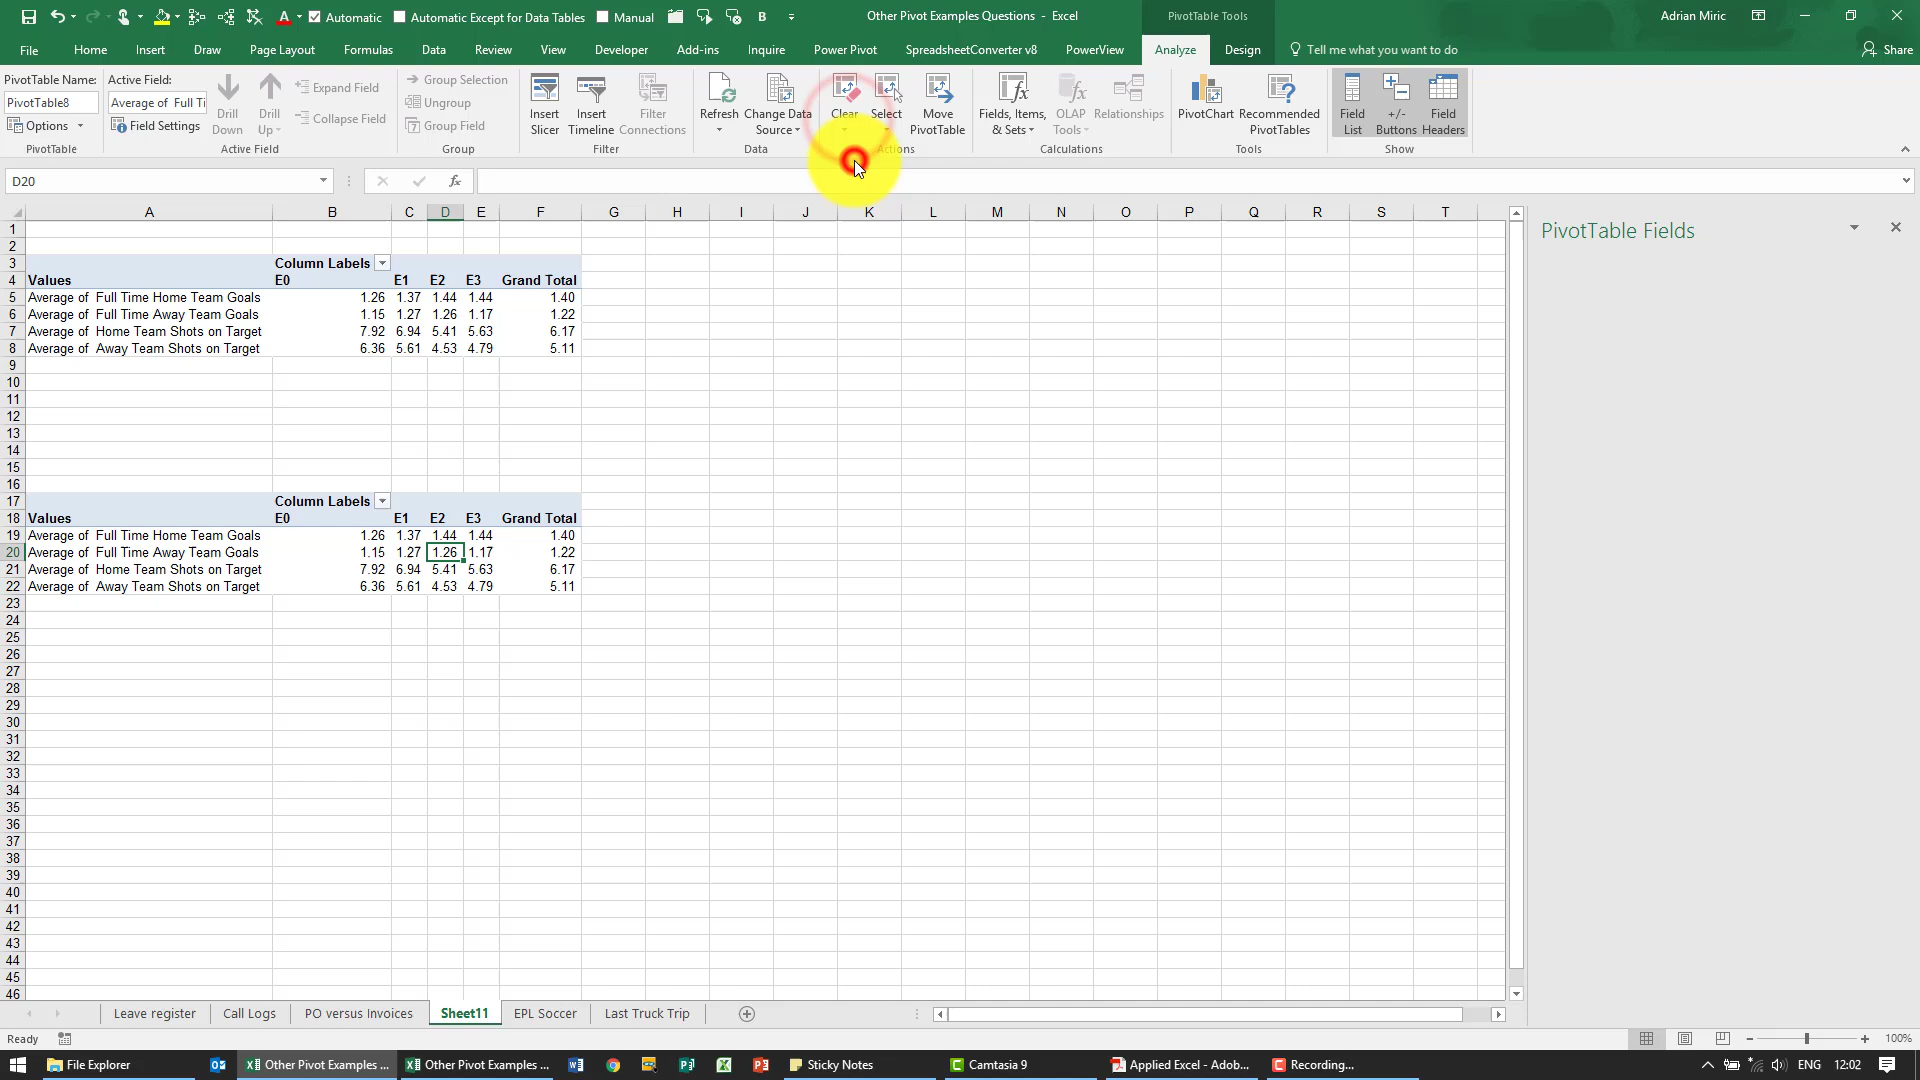 Automatic Automatic Except for Data Tables Manual B Other Pivot Examples Questions - Excel PivotTable Tools Adrian Miric
File Home Insert Draw Page Layout Formulas Data Review View Developer Add-ins Inquire Power Pivot SpreadsheetConverter v8 PowerView Analyze Design Tell me what you want to do Share
PivotTable Name:
PivotTable8
Options
PivotTable
Active Field:
Average of Full Ti
Field Settings
Drill Down
Drill Up
Expand Field
Collapse Field
Active Field
Group Selection
Ungroup
Group Field
Group
Insert Slicer
Insert Timeline
Filter Connections
Filter
Refresh
Change Data Source
Data
Clear
Select
Move PivotTable
Actions
Fields, Items, & Sets
OLAP Tools
Relationships
Calculations
PivotChart
Recommended PivotTables
Tools
Field List
+/- Buttons
Field Headers
Show
D20 fx
A B C D E F G H I J K L M N O P Q R S T
PivotTable Fields
1
2
3 Column Labels
4 Values E0 E1 E2 E3 Grand Total
5 Average of Full Time Home Team Goals 1.26 1.37 1.44 1.44 1.40
6 Average of Full Time Away Team Goals 1.15 1.27 1.26 1.17 1.22
7 Average of Home Team Shots on Target 7.92 6.94 5.41 5.63 6.17
8 Average of Away Team Shots on Target 6.36 5.61 4.53 4.79 5.11
9
10
11
12
13
14
15
16
17 Column Labels
18 Values E0 E1 E2 E3 Grand Total
19 Average of Full Time Home Team Goals 1.26 1.37 1.44 1.44 1.40
20 Average of Full Time Away Team Goals 1.15 1.27 1.26 1.17 1.22
21 Average of Home Team Shots on Target 7.92 6.94 5.41 5.63 6.17
22 Average of Away Team Shots on Target 6.36 5.61 4.53 4.79 5.11
23
24
25
26
27
28
29
30
31
32
33
34
35
36
37
38
39
40
41
42
43
44
45
46
Leave register Call Logs PO versus Invoices Sheet11 EPL Soccer Last Truck Trip
Ready 100%
File Explorer Other Pivot Examples ... Other Pivot Examples ... Sticky Notes Camtasia 9 Applied Excel - Adob... Recording... ENG 12:02